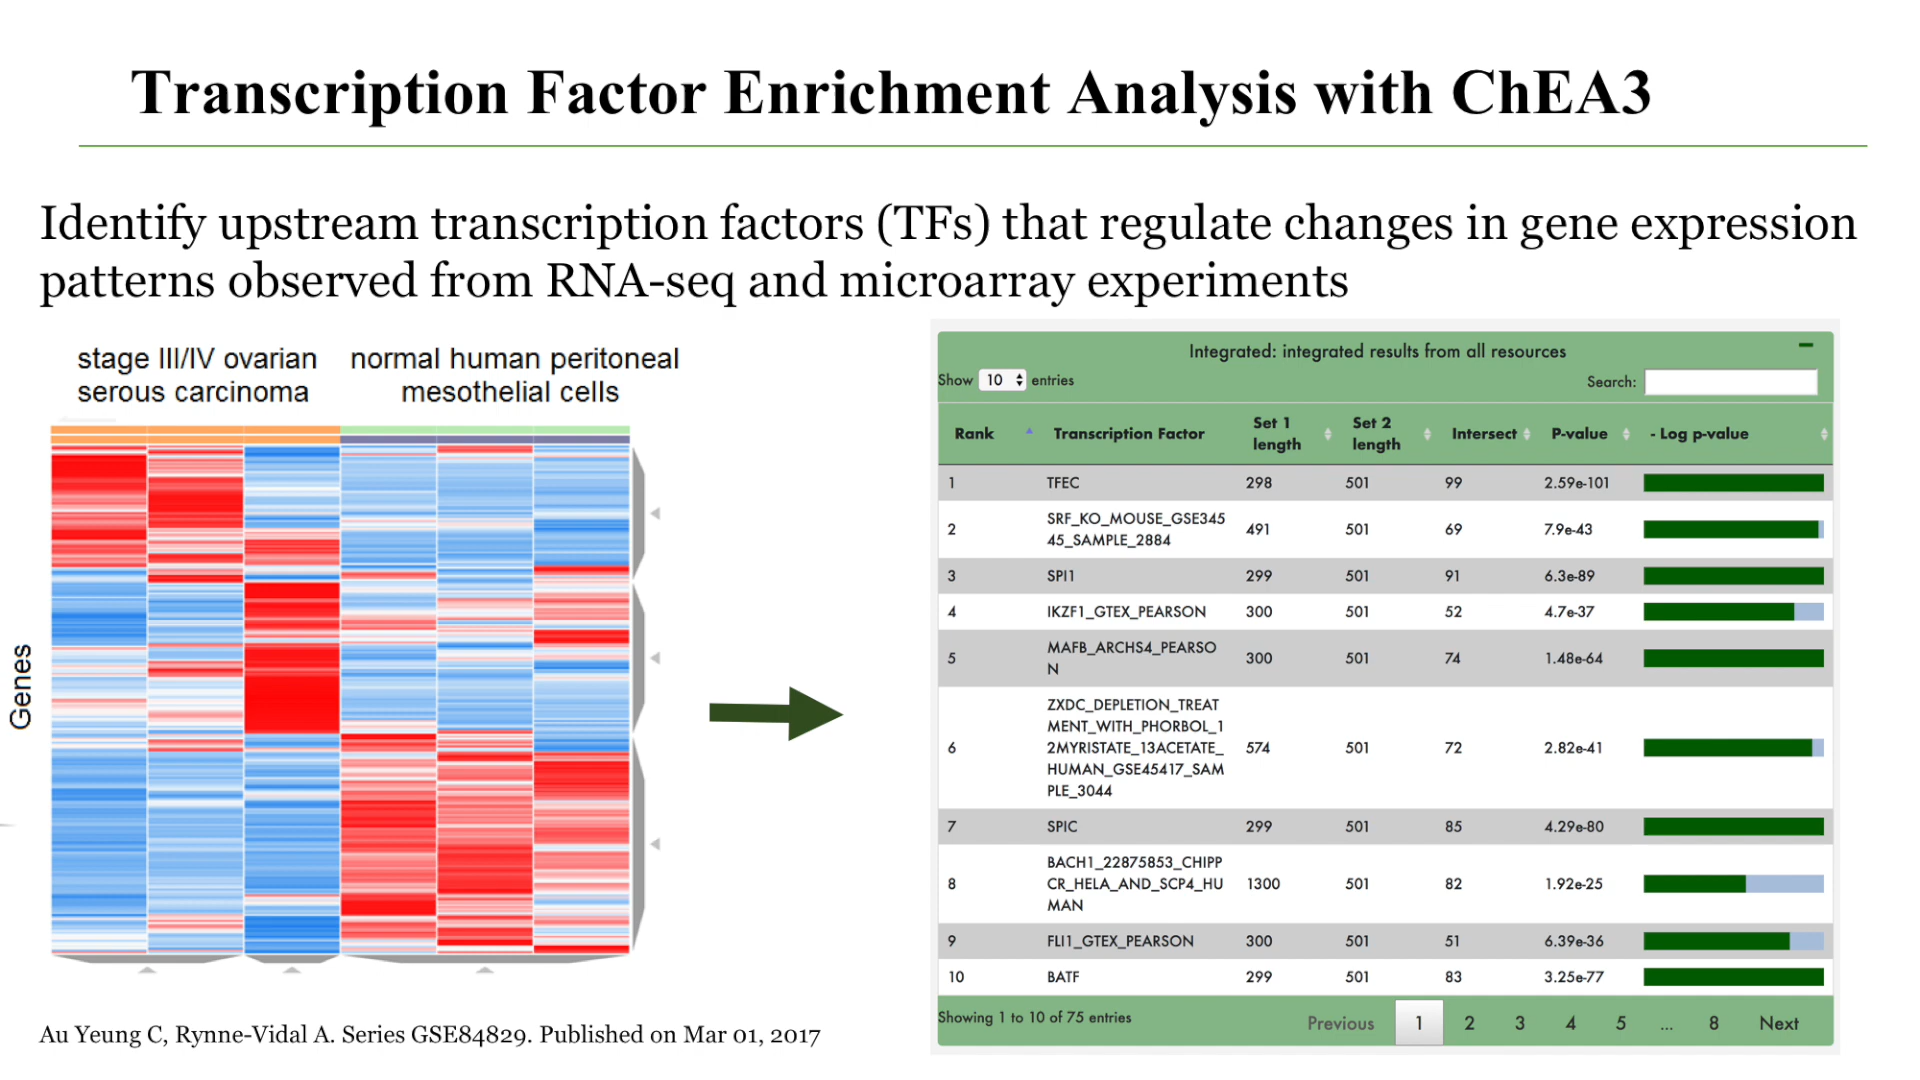 Transcription Factor Enrichment Analysis with ChEA3
Identify upstream transcription factors (TFs) that regulate changes in gene expression
patterns observed from RNA-seq and microarray experiments
stage III/IV ovarian
serous carcinoma
normal human peritoneal
mesothelial cells
Genes
Au Yeung C, Rynne-Vidal A. Series GSE84829. Published on Mar 01, 2017
Integrated: integrated results from all resources
Show 10 entries
Search:
Rank Transcription Factor Set 1 length Set 2 length Intersect P-value - Log p-value
1 TFEC 298 501 99 2.59e-101
2 SRF_KO_MOUSE_GSE345
45_SAMPLE_2884 491 501 69 7.9e-43
3 SPI1 299 501 91 6.3e-89
4 IKZF1_GTEX_PEARSON 300 501 52 4.7e-37
5 MAFB_ARCHS4_PEARSO
N 300 501 74 1.48e-64
6 ZXDC_DEPLETION_TREAT
MENT_WITH_PHORBOL_1
2MYRISTATE_13ACETATE_
HUMAN_GSE45417_SAM
PLE_3044 574 501 72 2.82e-41
7 SPIC 299 501 85 4.29e-80
8 BACH1_22875853_CHIPP
CR_HELA_AND_SCP4_HU
MAN 1300 501 82 1.92e-25
9 FLI1_GTEX_PEARSON 300 501 51 6.39e-36
10 BATF 299 501 83 3.25e-77
Showing 1 to 10 of 75 entries
Previous 1 2 3 4 5 ... 8 Next